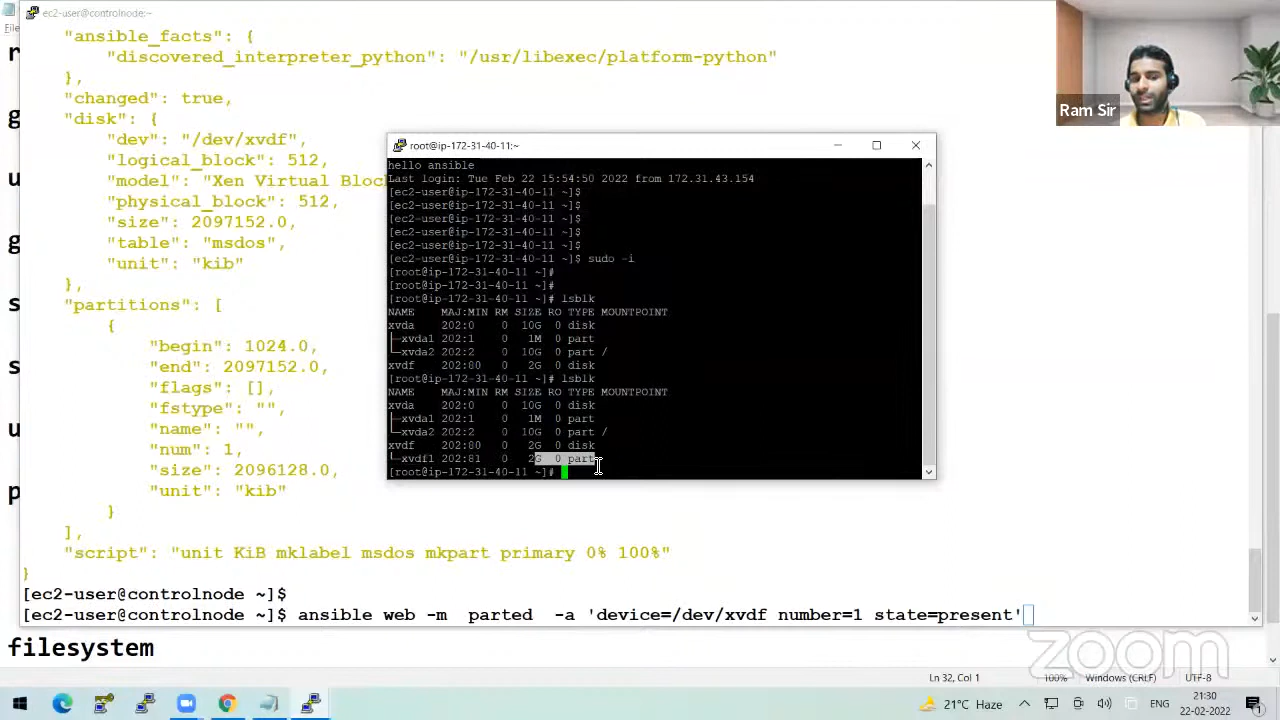 ec2-user@controlnode:~
"ansible_facts": {
"discovered_interpreter_python": "/usr/libexec/platform-python"
},
"changed": true,
"disk": {
"dev": "/dev/xvdf",
"logical_block": 512,
"model": "Xen Virtual Bloc
"physical_block": 512,
"size": 2097152.0,
"table": "msdos",
"unit": "kib"
},
"partitions": [
{
"begin": 1024.0,
"end": 2097152.0,
"flags": [],
"fstype": "",
"name": "",
"num": 1,
"size": 2096128.0,
"unit": "kib"
}
],
"script": "unit KiB mklabel msdos mkpart primary 0% 100%"
}
[ec2-user@controlnode ~]$
[ec2-user@controlnode ~]$ ansible web -m  parted  -a 'device=/dev/xvdf number=1 state=present'
root@ip-172-31-40-11:~
hello ansible
Last login: Tue Feb 22 15:54:50 2022 from 172.31.43.154
[ec2-user@ip-172-31-40-11 ~]$
[ec2-user@ip-172-31-40-11 ~]$
[ec2-user@ip-172-31-40-11 ~]$
[ec2-user@ip-172-31-40-11 ~]$
[ec2-user@ip-172-31-40-11 ~]$
[ec2-user@ip-172-31-40-11 ~]$ sudo -i
[root@ip-172-31-40-11 ~]#
[root@ip-172-31-40-11 ~]#
[root@ip-172-31-40-11 ~]# lsblk
NAME    MAJ:MIN RM SIZE RO TYPE MOUNTPOINT
xvda    202:0    0  10G  0 disk
├─xvda1 202:1    0   1M  0 part
└─xvda2 202:2    0  10G  0 part /
xvdf    202:80   0   2G  0 disk
[root@ip-172-31-40-11 ~]# lsblk
NAME    MAJ:MIN RM SIZE RO TYPE MOUNTPOINT
xvda    202:0    0  10G  0 disk
├─xvda1 202:1    0   1M  0 part
└─xvda2 202:2    0  10G  0 part /
xvdf    202:80   0   2G  0 disk
└─xvdf1 202:81   0   2G  0 part
[root@ip-172-31-40-11 ~]#
Ram Sir
filesystem
zoom
Ln 32, Col 1
100%
Windows (CRLF)
UTF-8
21°C Haze
ENG
21:30
22-02-2022